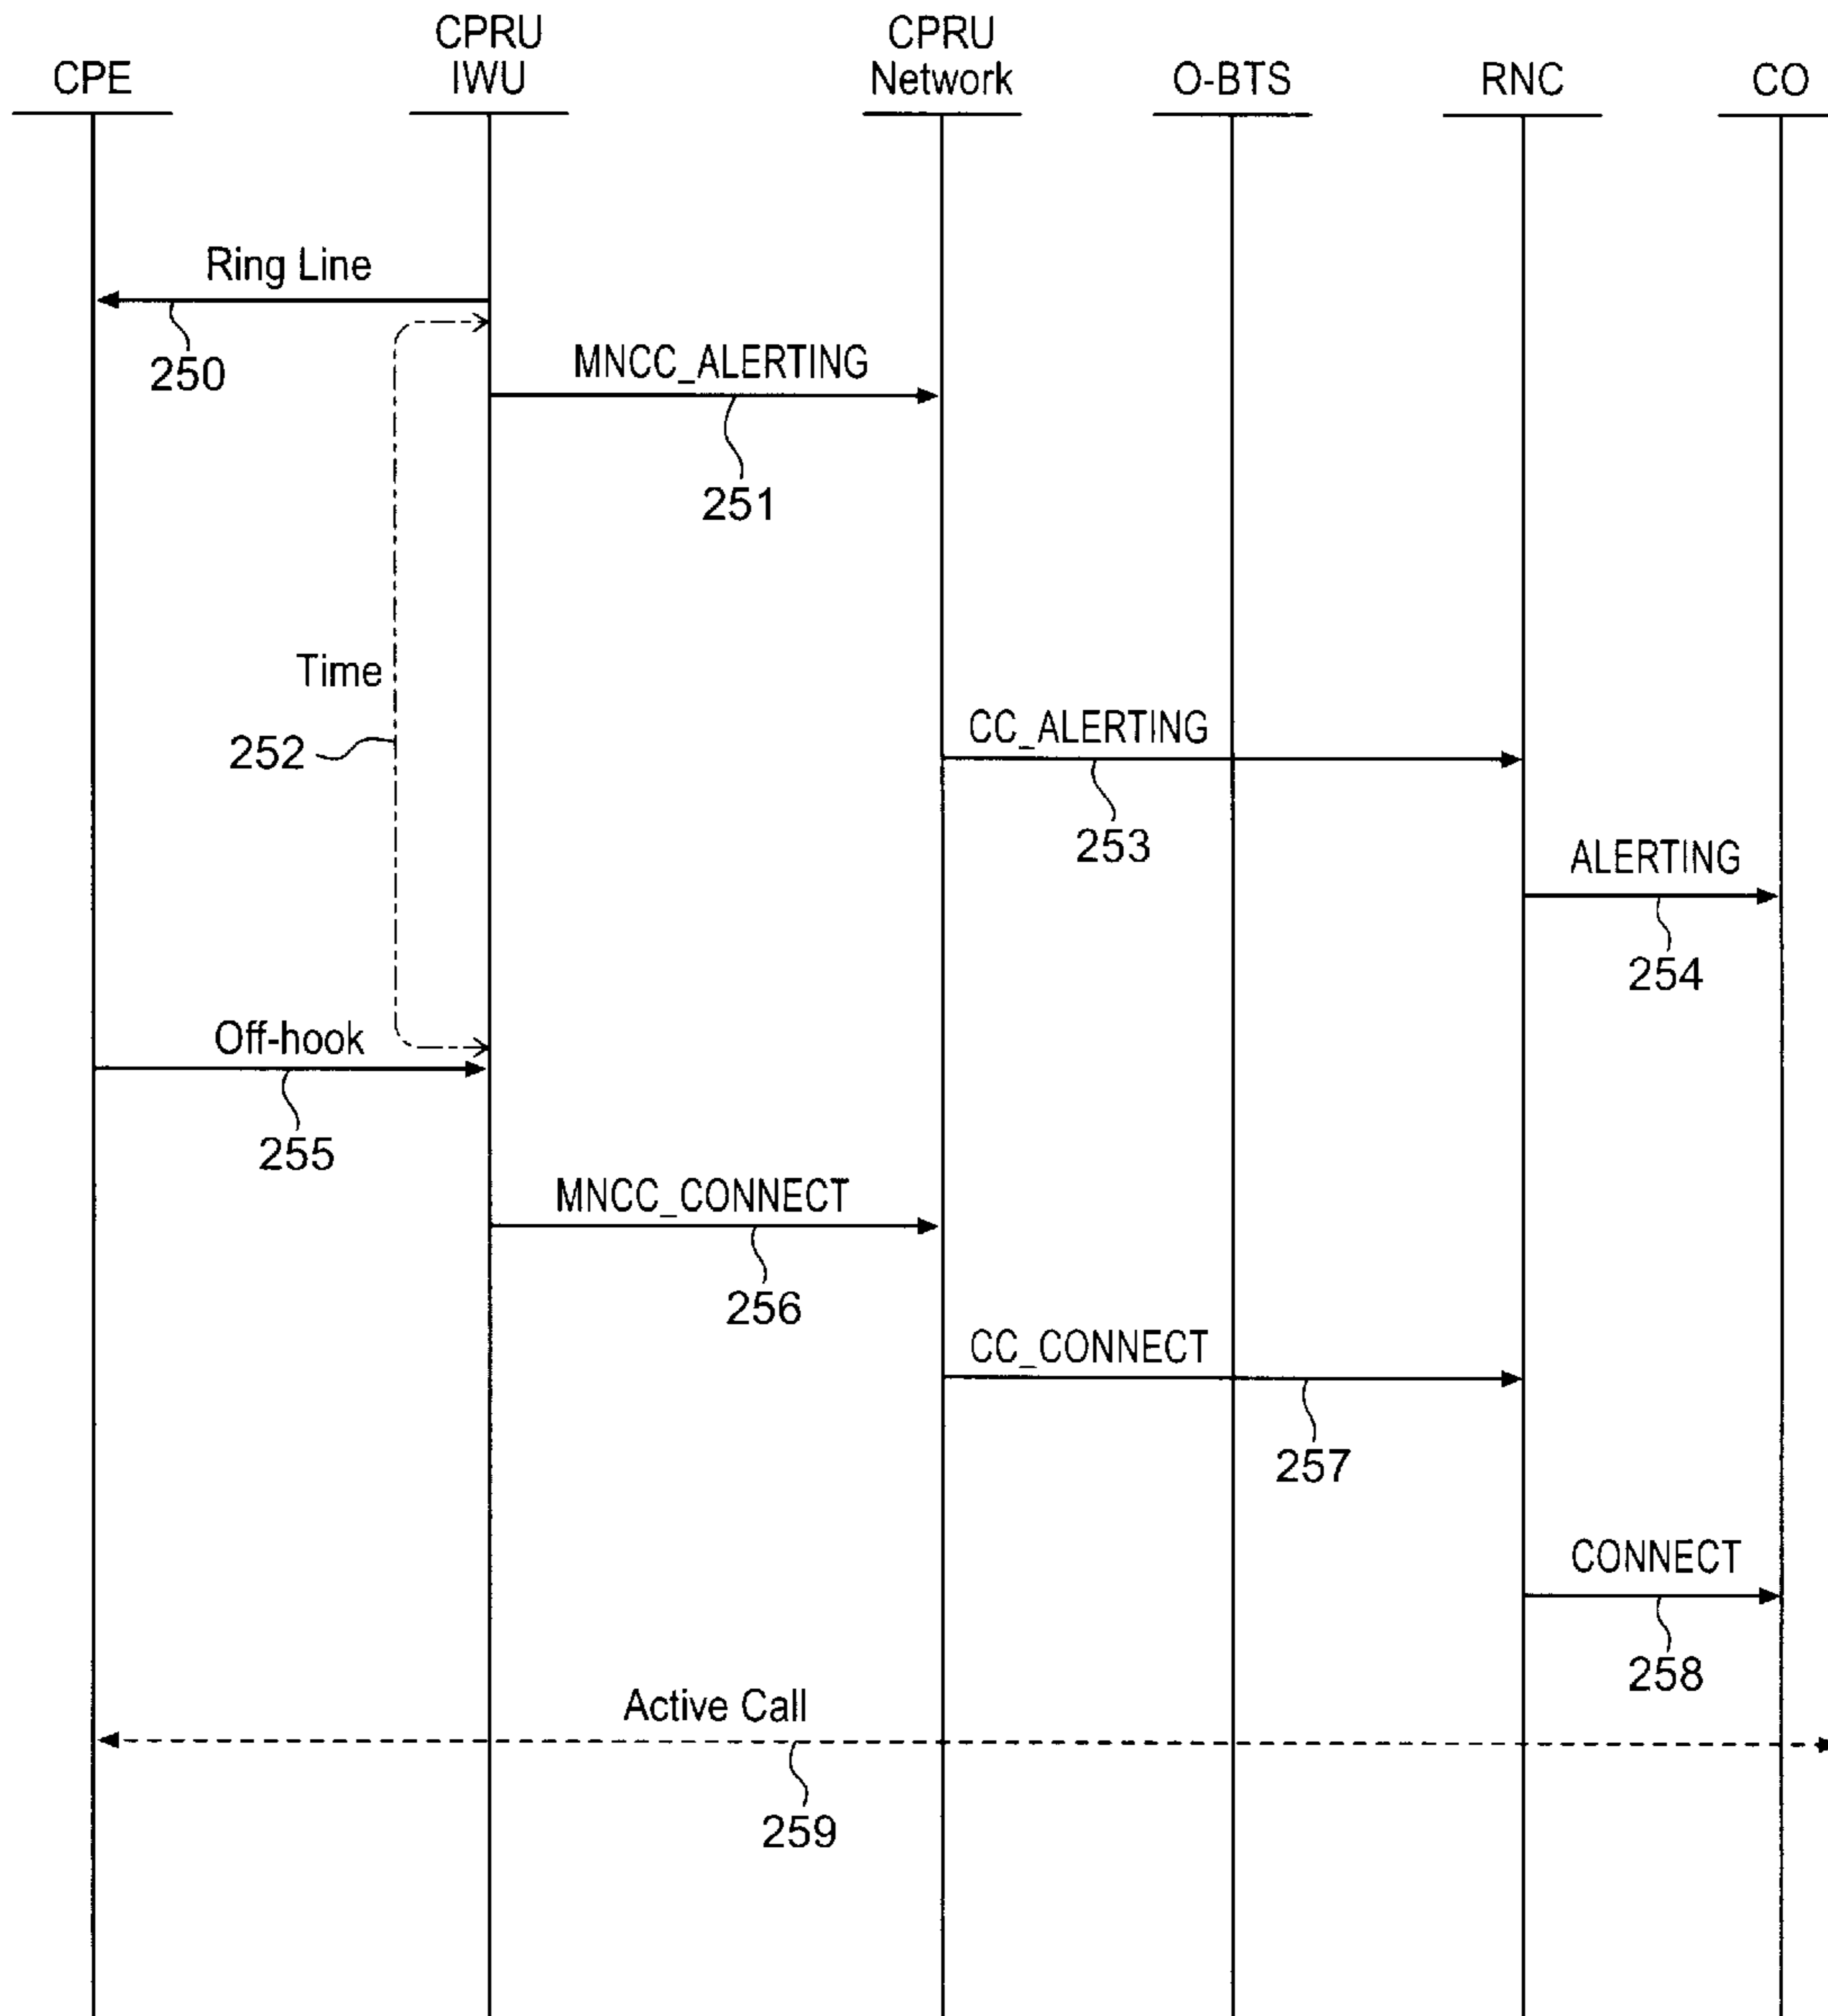 CPE
CPRU
IWU
CPRU
Network
O-BTS
RNC
CO
Ring Line
250
MNCC_ALERTING
251
Time
252
CC_ALERTING
253
ALERTING
254
Off-hook
255
MNCC_CONNECT
256
CC_CONNECT
257
CONNECT
258
Active Call
259